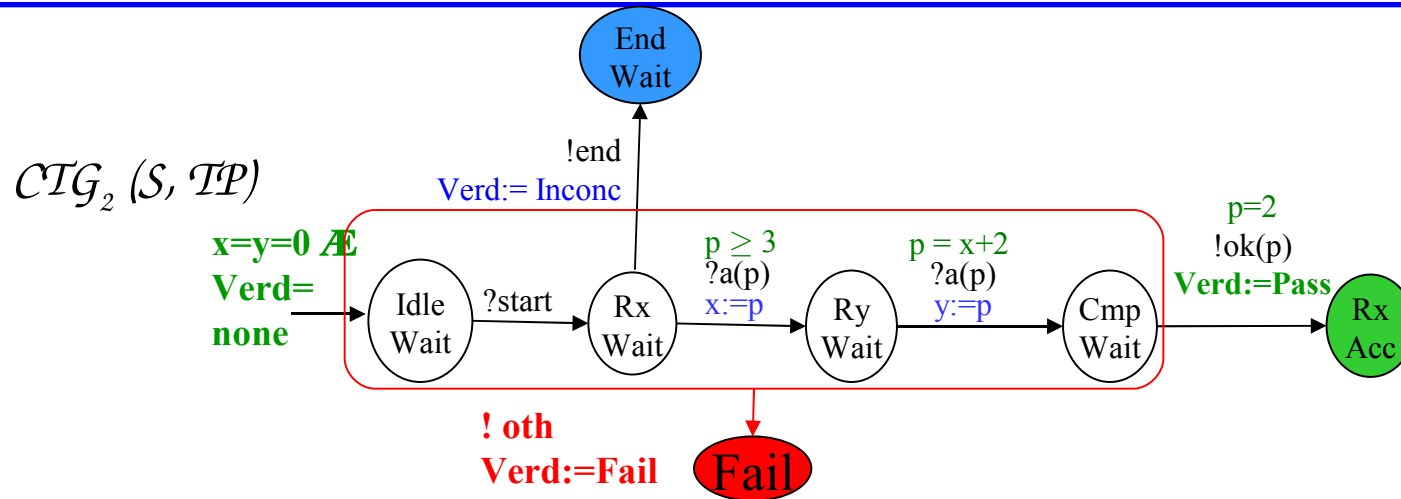 End
Wait
!end
Verd:= Inconc
CTG₂ (S, TP)
x=y=0 Æ
Verd=
none
Idle
Wait
?start
Rx
Wait
p ≥ 3
?a(p)
x:=p
Ry
Wait
p = x+2
?a(p)
y:=p
Cmp
Wait
p=2
!ok(p)
Verd:=Pass
Rx
Acc
! oth
Verd:=Fail
Fail